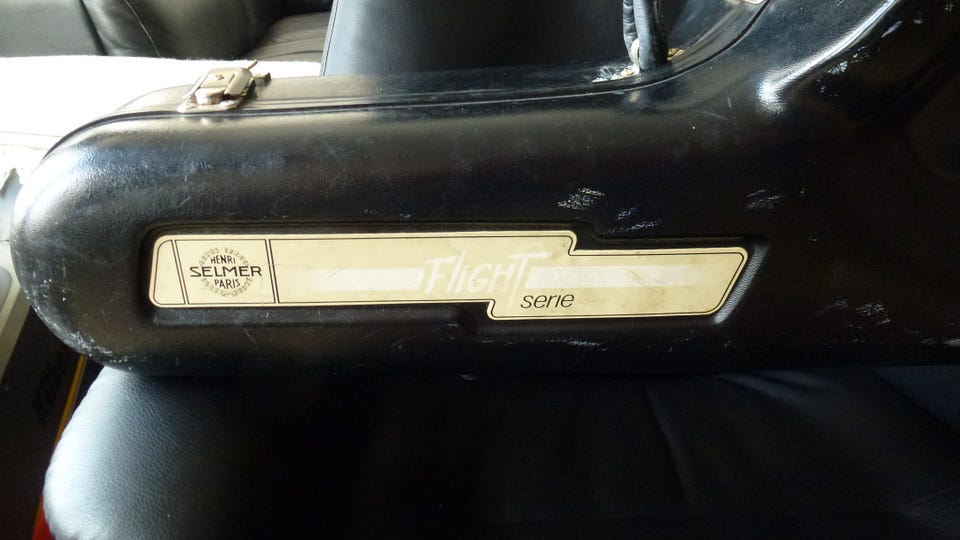 HENRI
SELMER
PARIS
FLIGHT
serie